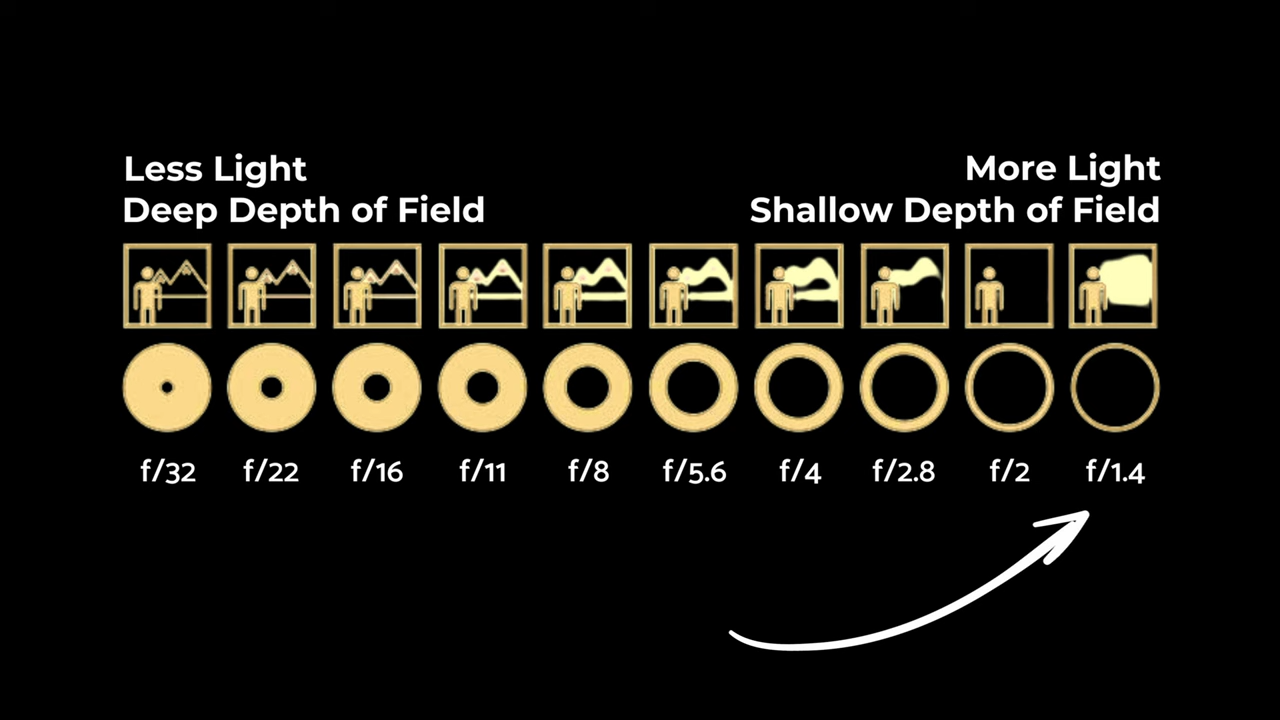 Less Light
Deep Depth of Field
More Light
Shallow Depth of Field
f/32 f/22 f/16 f/11 f/8 f/5.6 f/4 f/2.8 f/2 f/1.4